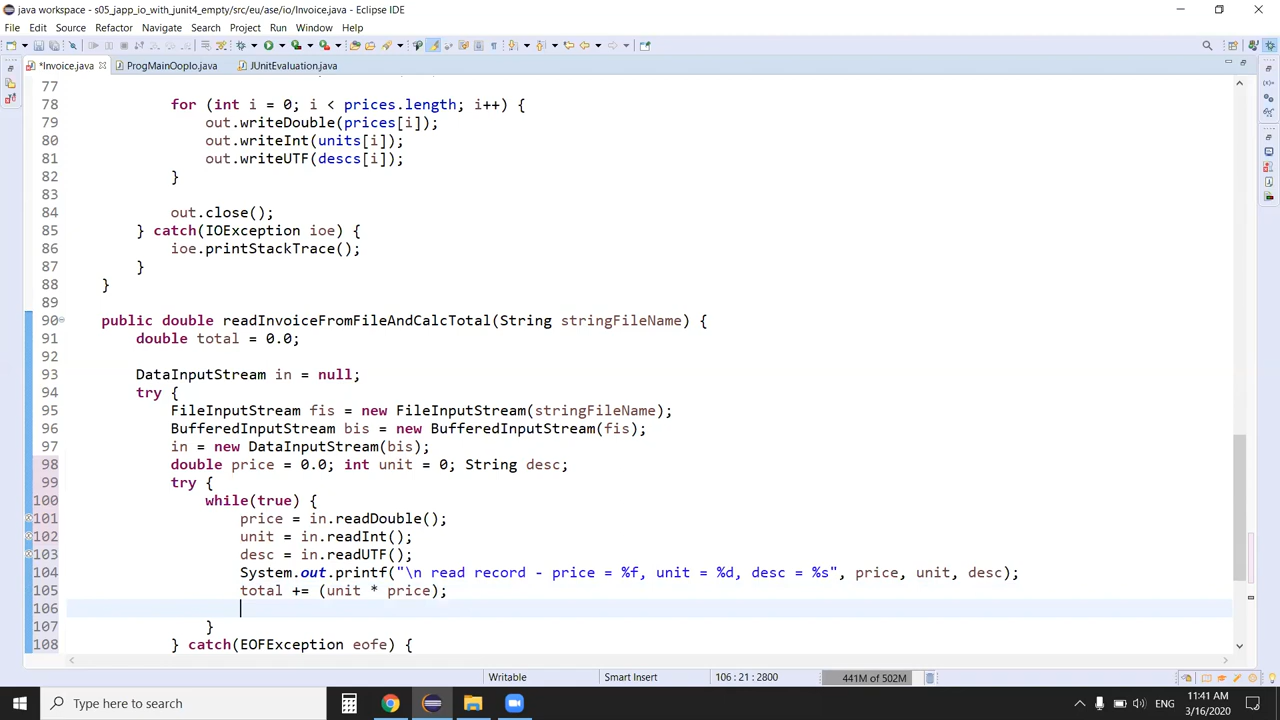 java workspace - s05_japp_io_with_junit4_empty/src/eu/ase/io/Invoice.java - Eclipse IDE
File Edit Source Refactor Navigate Search Project Run Window Help
*Invoice.java ProgMainOopIo.java JUnitEvaluation.java
77
78 for (int i = 0; i < prices.length; i++) {
79 out.writeDouble(prices[i]);
80 out.writeInt(units[i]);
81 out.writeUTF(descs[i]);
82 }
83
84 out.close();
85 } catch(IOException ioe) {
86 ioe.printStackTrace();
87 }
88 }
89
90 public double readInvoiceFromFileAndCalcTotal(String stringFileName) {
91 double total = 0.0;
92
93 DataInputStream in = null;
94 try {
95 FileInputStream fis = new FileInputStream(stringFileName);
96 BufferedInputStream bis = new BufferedInputStream(fis);
97 in = new DataInputStream(bis);
98 double price = 0.0; int unit = 0; String desc;
99 try {
100 while(true) {
101 price = in.readDouble();
102 unit = in.readInt();
103 desc = in.readUTF();
104 System.out.printf("\n read record - price = %f, unit = %d, desc = %s", price, unit, desc);
105 total += (unit * price);
106
107 }
108 } catch(EOFException eofe) {
Writable Smart Insert 106 : 21 : 2800 441M of 502M
Type here to search
ENG
11:41 AM
3/16/2020